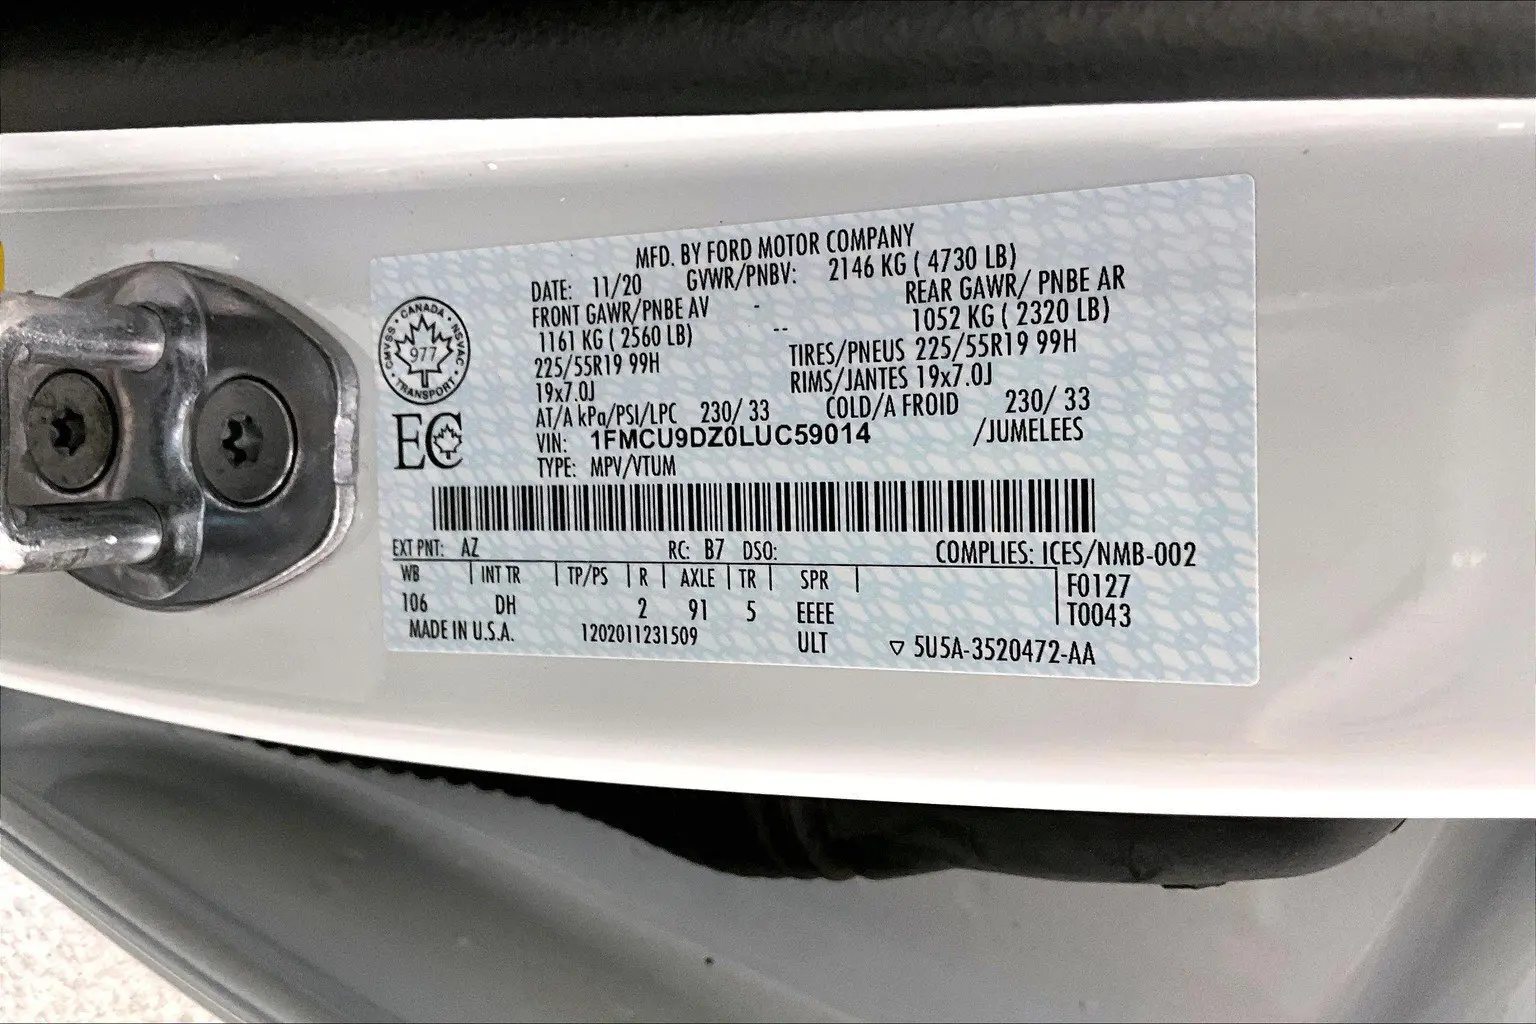 MFD. BY FORD MOTOR COMPANY
DATE: 11/20 GVWR/PNBV: 2146 KG ( 4730 LB)
FRONT GAWR/PNBE AV - REAR GAWR/ PNBE AR
1161 KG ( 2560 LB) -- 1052 KG ( 2320 LB)
225/55R19 99H TIRES/PNEUS 225/55R19 99H
19x7.0J RIMS/JANTES 19x7.0J
AT/A kPa/PSI/LPC 230/ 33 COLD/A FROID 230/ 33
VIN: 1FMCU9DZ0LUC59014 /JUMELEES
TYPE: MPV/VTUM
CANADA
CMVSS NSVAC
977
TRANSPORT
EC
EXT PNT: AZ RC: B7 DSO: COMPLIES: ICES/NMB-002
WB | INT TR | TP/PS | R | AXLE | TR | SPR | F0127
106 DH 2 91 5 EEEE T0043
MADE IN U.S.A. 1202011231509 ULT ▽ 5U5A-3520472-AA